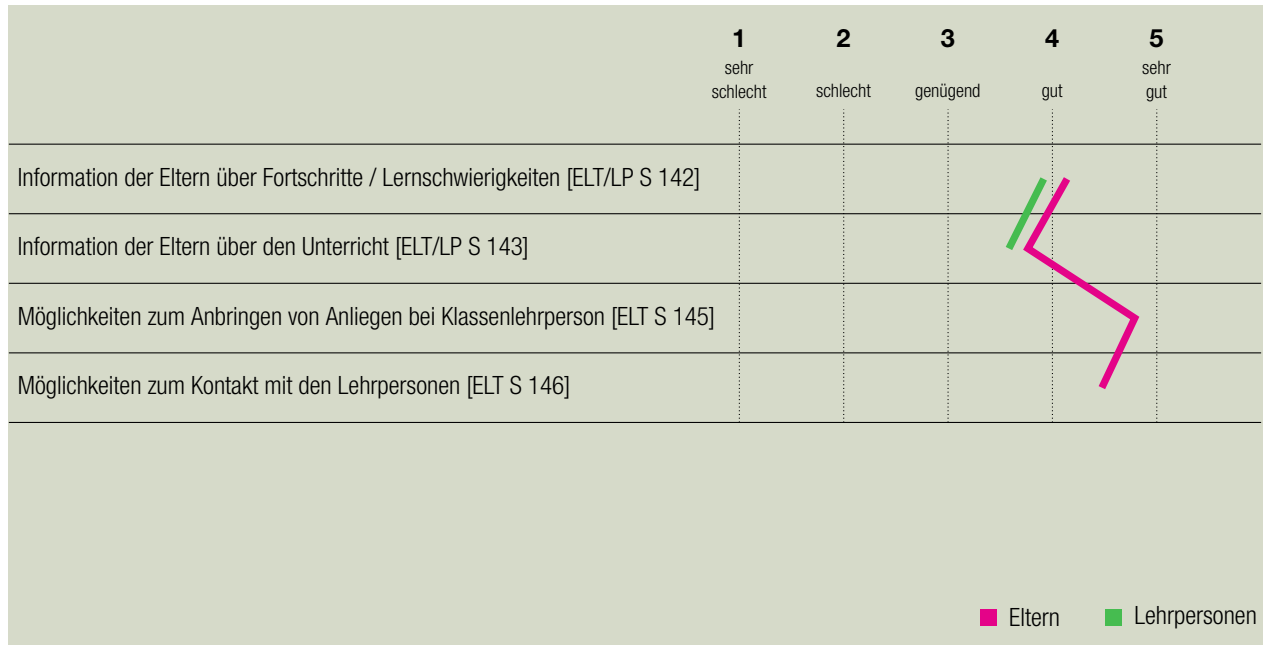 1 2 3 4 5
sehr schlecht schlecht genügend gut sehr gut
Information der Eltern über Fortschritte / Lernschwierigkeiten [ELT/LP S 142]
Information der Eltern über den Unterricht [ELT/LP S 143]
Möglichkeiten zum Anbringen von Anliegen bei Klassenlehrperson [ELT S 145]
Möglichkeiten zum Kontakt mit den Lehrpersonen [ELT S 146]
Eltern Lehrpersonen